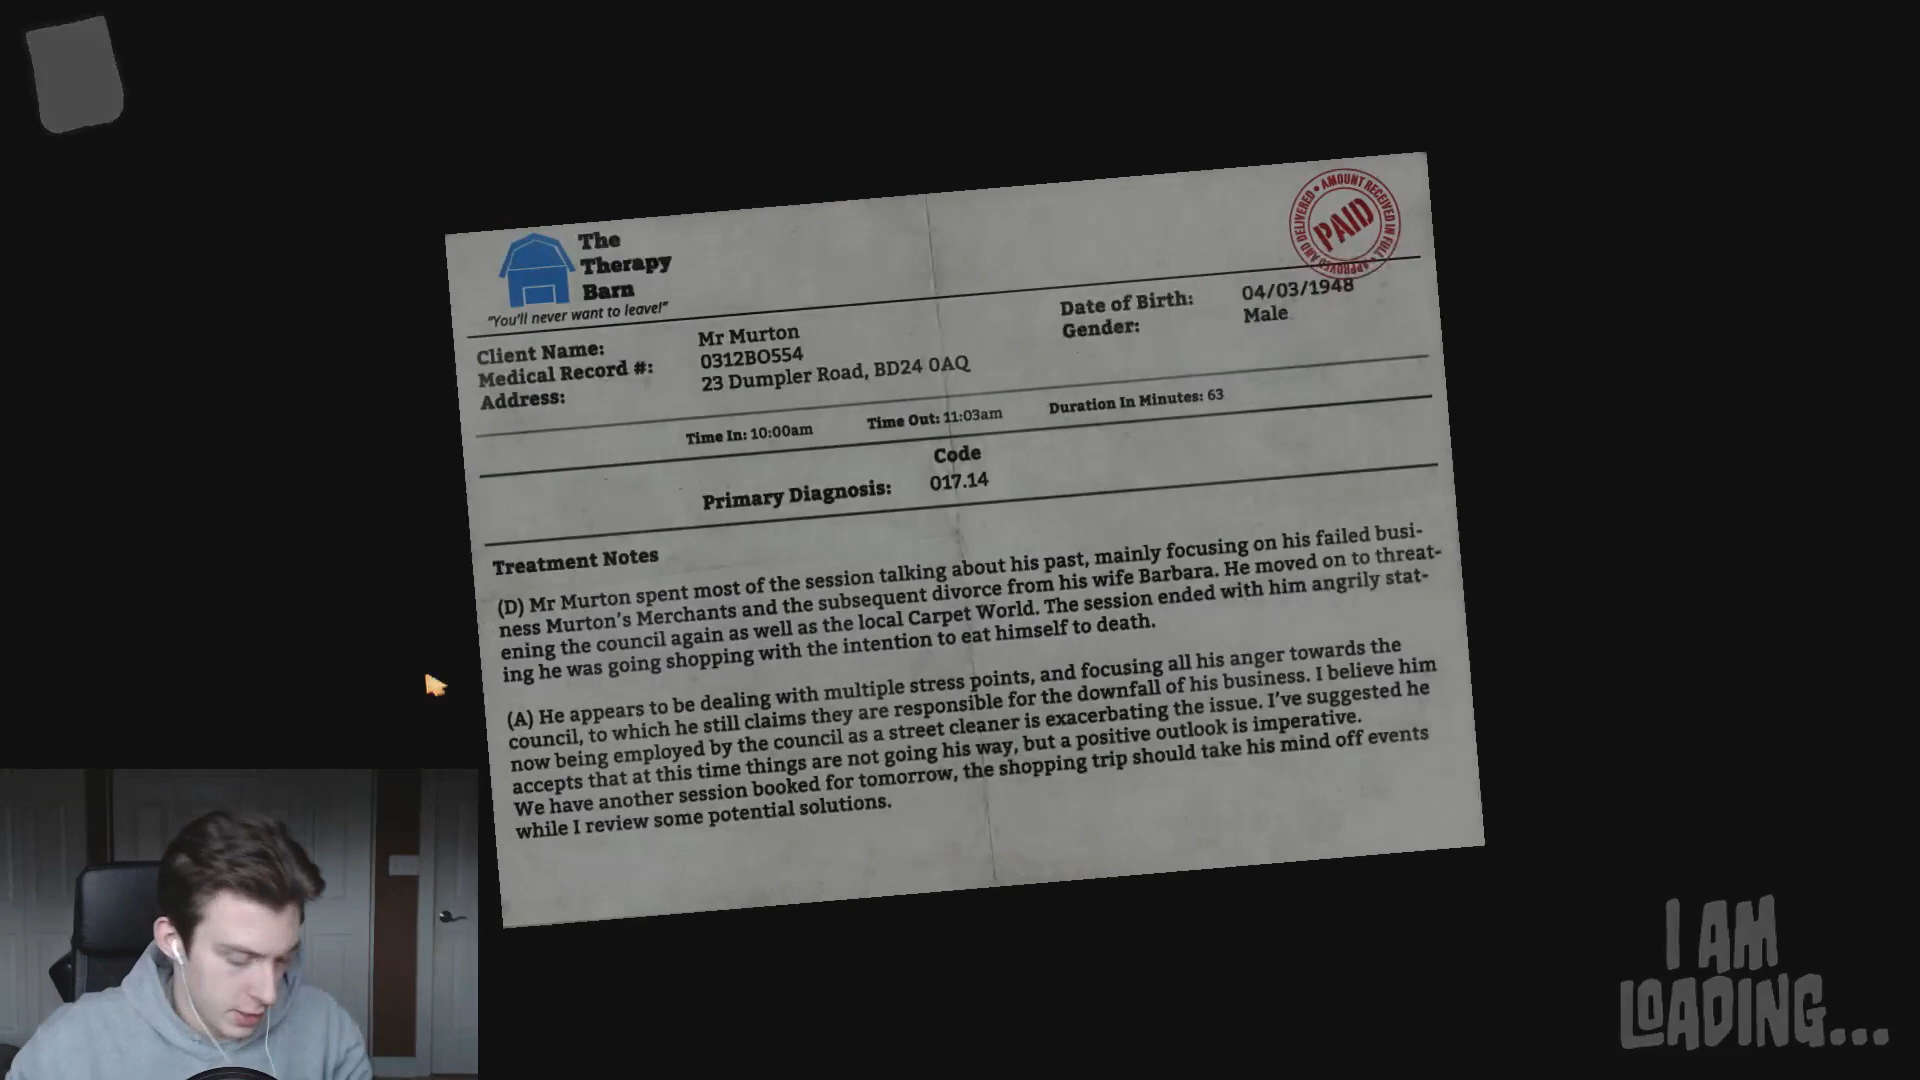 The
Therapy
Barn
"You'll never want to leave!"
• AMOUNT RECEIVED IN FULL • APPROVED AND DELIVERED
PAID
Client Name: Mr Murton
Medical Record #: 0312BO554
Address: 23 Dumpler Road, BD24 0AQ
Date of Birth: 04/03/1948
Gender: Male
Time In: 10:00am Time Out: 11:03am Duration In Minutes: 63
Code
Primary Diagnosis: 017.14
Treatment Notes
(D) Mr Murton spent most of the session talking about his past, mainly focusing on his failed busi-
ness Murton's Merchants and the subsequent divorce from his wife Barbara. He moved on to threat-
ening the council again as well as the local Carpet World. The session ended with him angrily stat-
ing he was going shopping with the intention to eat himself to death.
(A) He appears to be dealing with multiple stress points, and focusing all his anger towards the
council, to which he still claims they are responsible for the downfall of his business. I believe him
now being employed by the council as a street cleaner is exacerbating the issue. I've suggested he
accepts that at this time things are not going his way, but a positive outlook is imperative.
We have another session booked for tomorrow, the shopping trip should take his mind off events
while I review some potential solutions.
I AM
LOADING...